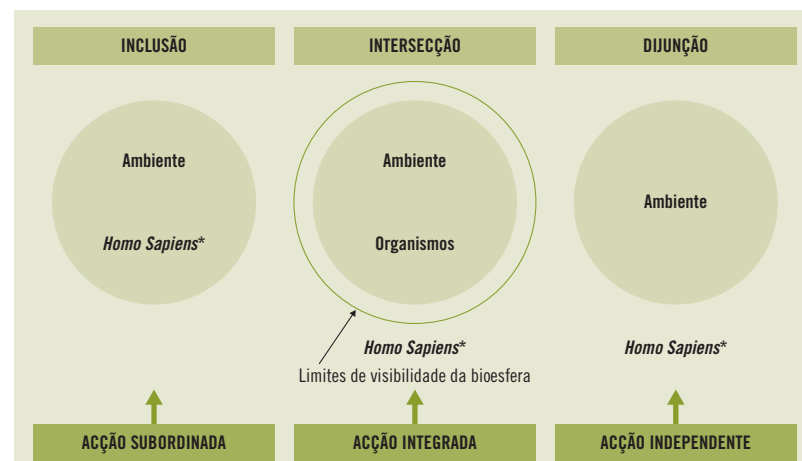 INCLUSÃO
INTERSECÇÃO
DIJUNÇÃO
Ambiente
Homo Sapiens*
Ambiente
Organismos
Ambiente
Homo Sapiens*
Homo Sapiens*
Limites de visibilidade da bioesfera
ACÇÃO SUBORDINADA
ACÇÃO INTEGRADA
ACÇÃO INDEPENDENTE